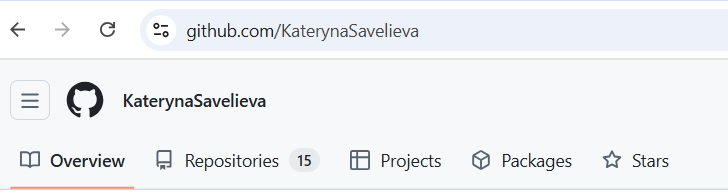 github.com/KaterynaSavelieva
KaterynaSavelieva
Overview Repositories 15 Projects Packages Stars